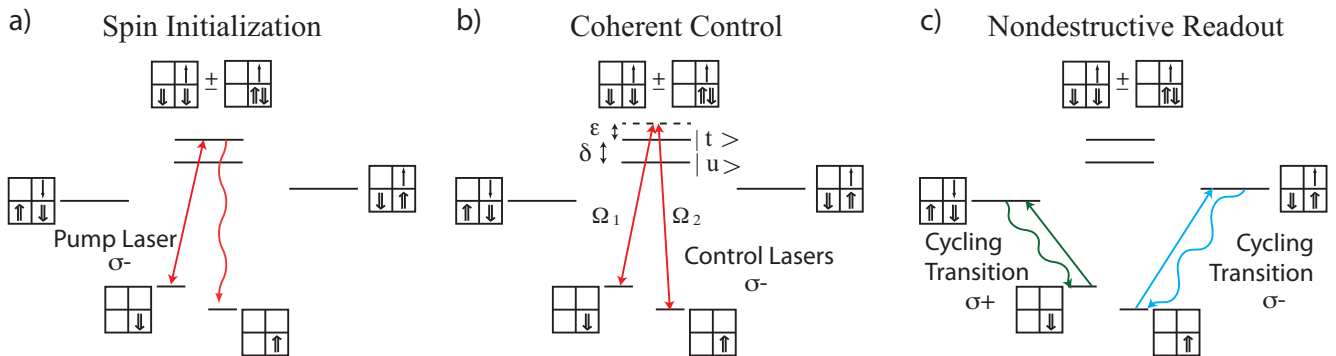 a) Spin Initialization
↑
⇓ ⇓
±
↑
⇑⇓
↓
⇑ ⇓
↑
⇓ ⇑
Pump Laser
σ-
⇓
⇑
b) Coherent Control
↑
⇓ ⇓
±
↑
⇑⇓
ε
δ
| t >
| u >
↓
⇑ ⇓
↑
⇓ ⇑
Ω1
Ω2
Control Lasers
σ-
⇓
⇑
c) Nondestructive Readout
↑
⇓ ⇓
±
↑
⇑⇓
↓
⇑ ⇓
↑
⇓ ⇑
Cycling
Transition
σ+
Cycling
Transition
σ-
⇓
⇑